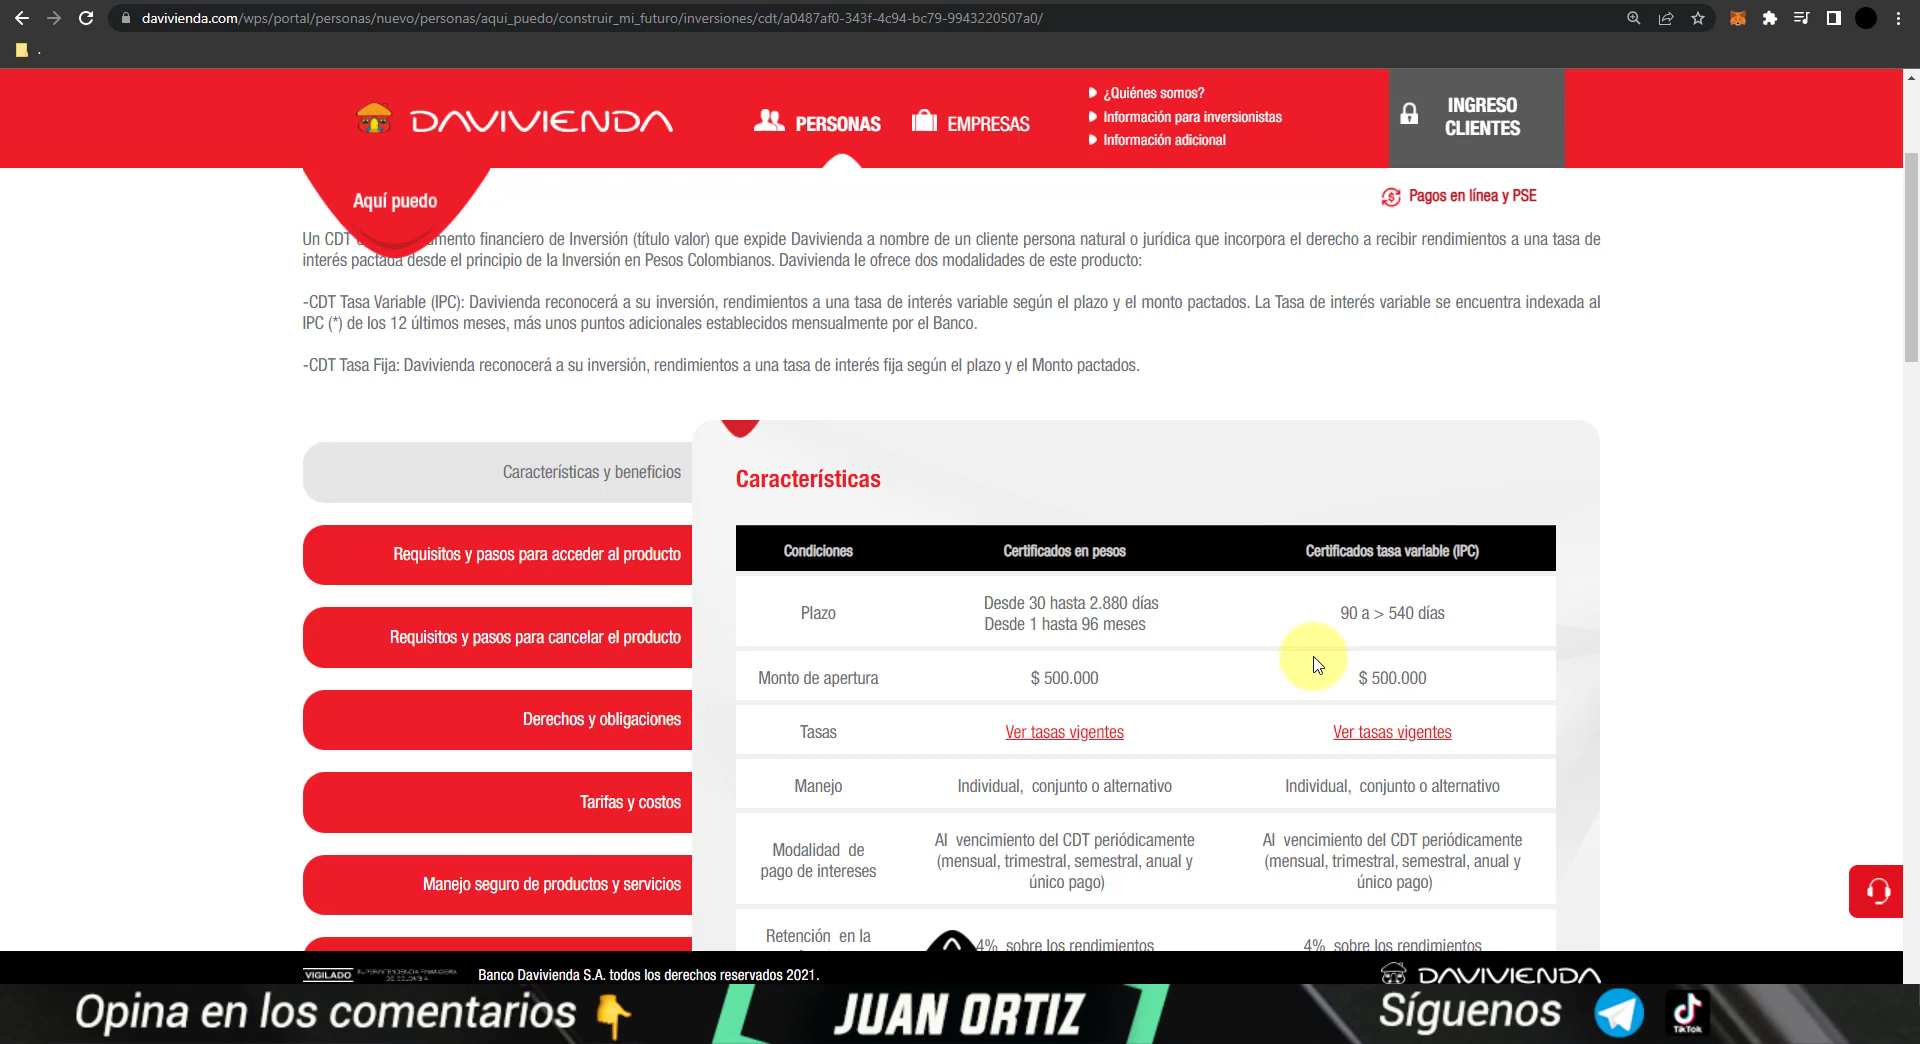 davivienda.com/wps/portal/personas/nuevo/personas/aqui_puedo/construir_mi_futuro/inversiones/cdt/a0487af0-343f-4c94-bc79-9943220507a0/
.
DAVIVIENDA
PERSONAS
EMPRESAS
¿Quiénes somos?
Información para inversionistas
Información adicional
INGRESO
CLIENTES
Aquí puedo
Pagos en línea y PSE
Un CDT mento financiero de Inversión (título valor) que expide Davivienda a nombre de un cliente persona natural o jurídica que incorpora el derecho a recibir rendimientos a una tasa de
interés pactada desde el principio de la Inversión en Pesos Colombianos. Davivienda le ofrece dos modalidades de este producto:
-CDT Tasa Variable (IPC): Davivienda reconocerá a su inversión, rendimientos a una tasa de interés variable según el plazo y el monto pactados. La Tasa de interés variable se encuentra indexada al
IPC (*) de los 12 últimos meses, más unos puntos adicionales establecidos mensualmente por el Banco.
-CDT Tasa Fija: Davivienda reconocerá a su inversión, rendimientos a una tasa de interés fija según el plazo y el Monto pactados.
Características y beneficios
Requisitos y pasos para acceder al producto
Requisitos y pasos para cancelar el producto
Derechos y obligaciones
Tarifas y costos
Manejo seguro de productos y servicios
Características
Condiciones Certificados en pesos Certificados tasa variable (IPC)
Plazo
Desde 30 hasta 2.880 días
Desde 1 hasta 96 meses
90 a > 540 días
Monto de apertura $ 500.000 $ 500.000
Tasas Ver tasas vigentes Ver tasas vigentes
Manejo Individual, conjunto o alternativo Individual, conjunto o alternativo
Modalidad de
pago de intereses
Al vencimiento del CDT periódicamente
(mensual, trimestral, semestral, anual y
único pago)
Al vencimiento del CDT periódicamente
(mensual, trimestral, semestral, anual y
único pago)
Retención en la
4% sobre los rendimientos
4% sobre los rendimientos
VIGILADO SUPERINTENDENCIA FINANCIERA
DE COLOMBIA
Banco Davivienda S.A. todos los derechos reservados 2021.
DAVIVIENDA
Opina en los comentarios
JUAN ORTIZ
Síguenos
TikTok